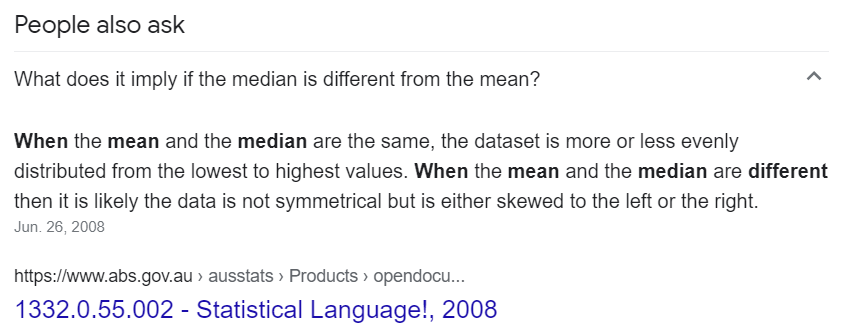 People also ask
What does it imply if the median is different from the mean?
When the mean and the median are the same, the dataset is more or less evenly
distributed from the lowest to highest values. When the mean and the median are different
then it is likely the data is not symmetrical but is either skewed to the left or the right.
Jun. 26, 2008
https://www.abs.gov.au › ausstats › Products › opendocu...
1332.0.55.002 - Statistical Language!, 2008